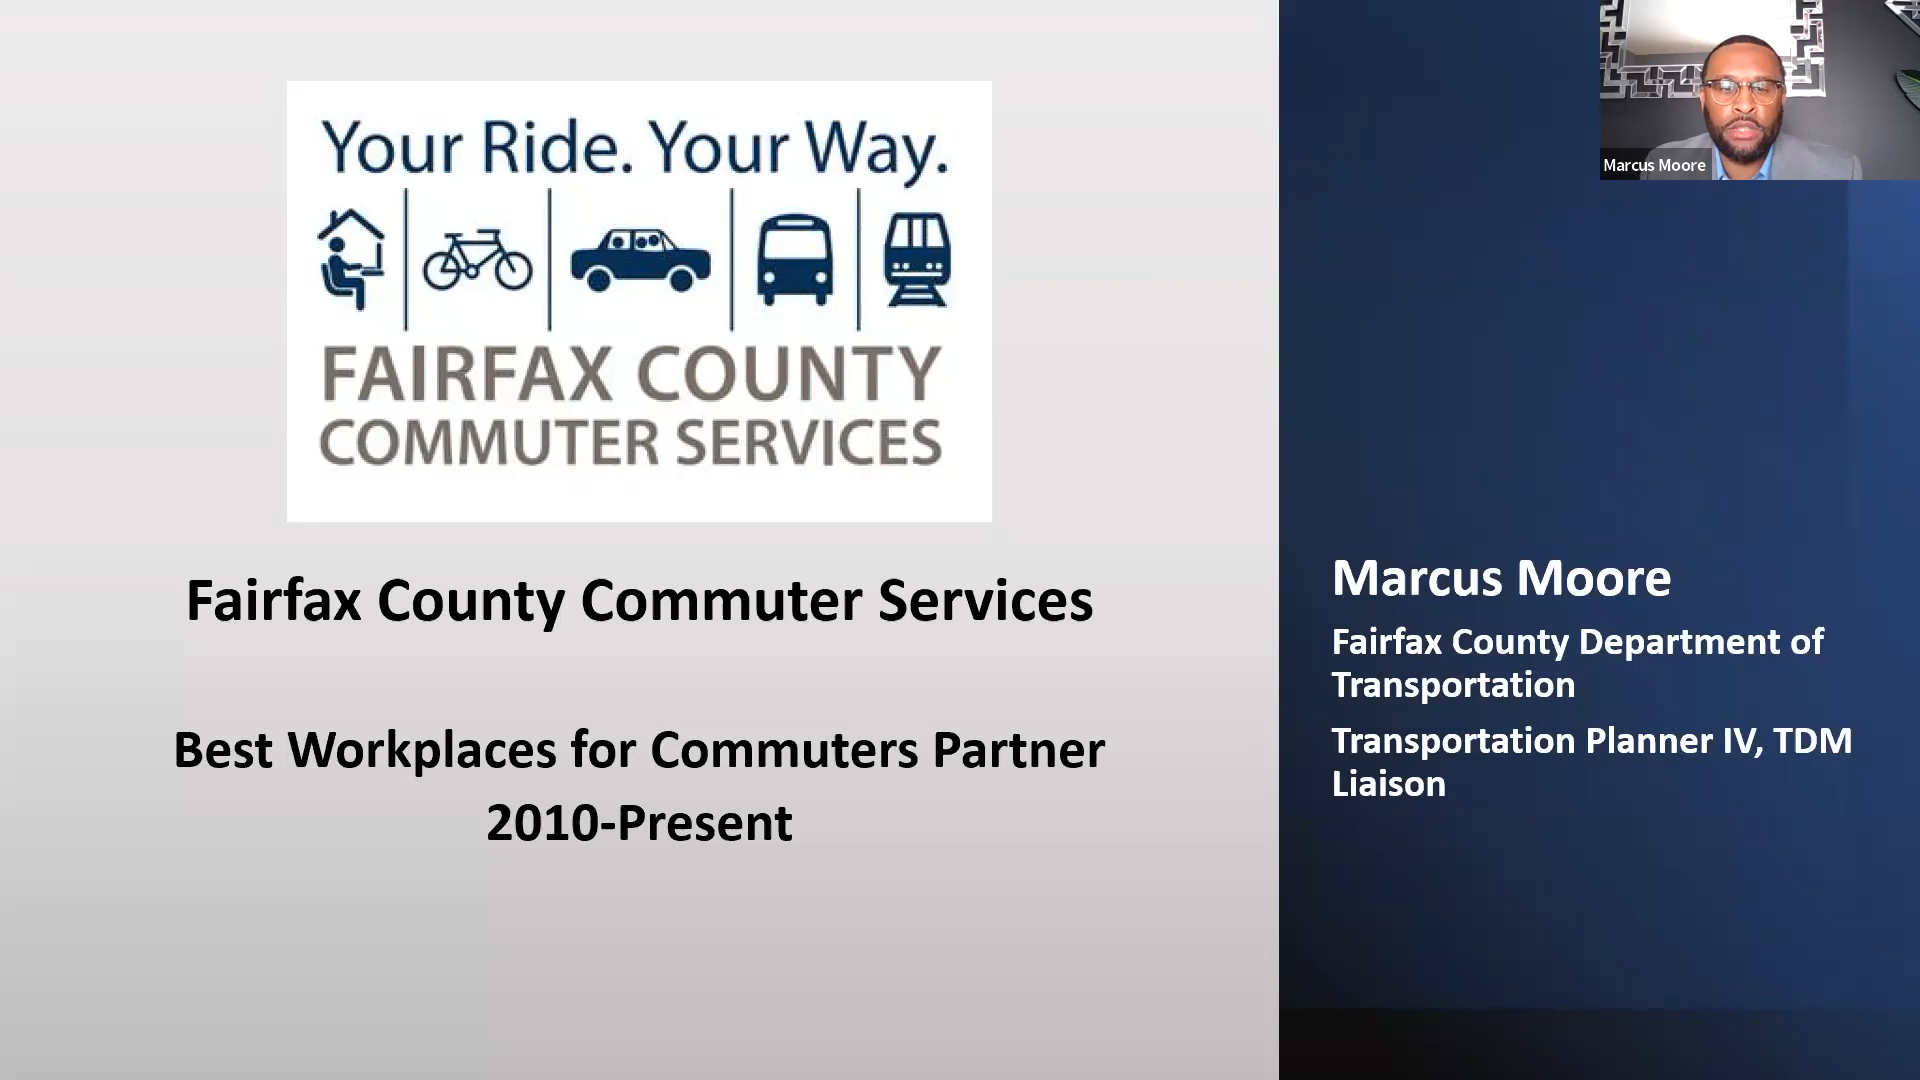 Your Ride. Your Way.
FAIRFAX COUNTY
COMMUTER SERVICES
Fairfax County Commuter Services
Best Workplaces for Commuters Partner
2010-Present
Marcus Moore
Marcus Moore
Fairfax County Department of
Transportation
Transportation Planner IV, TDM
Liaison